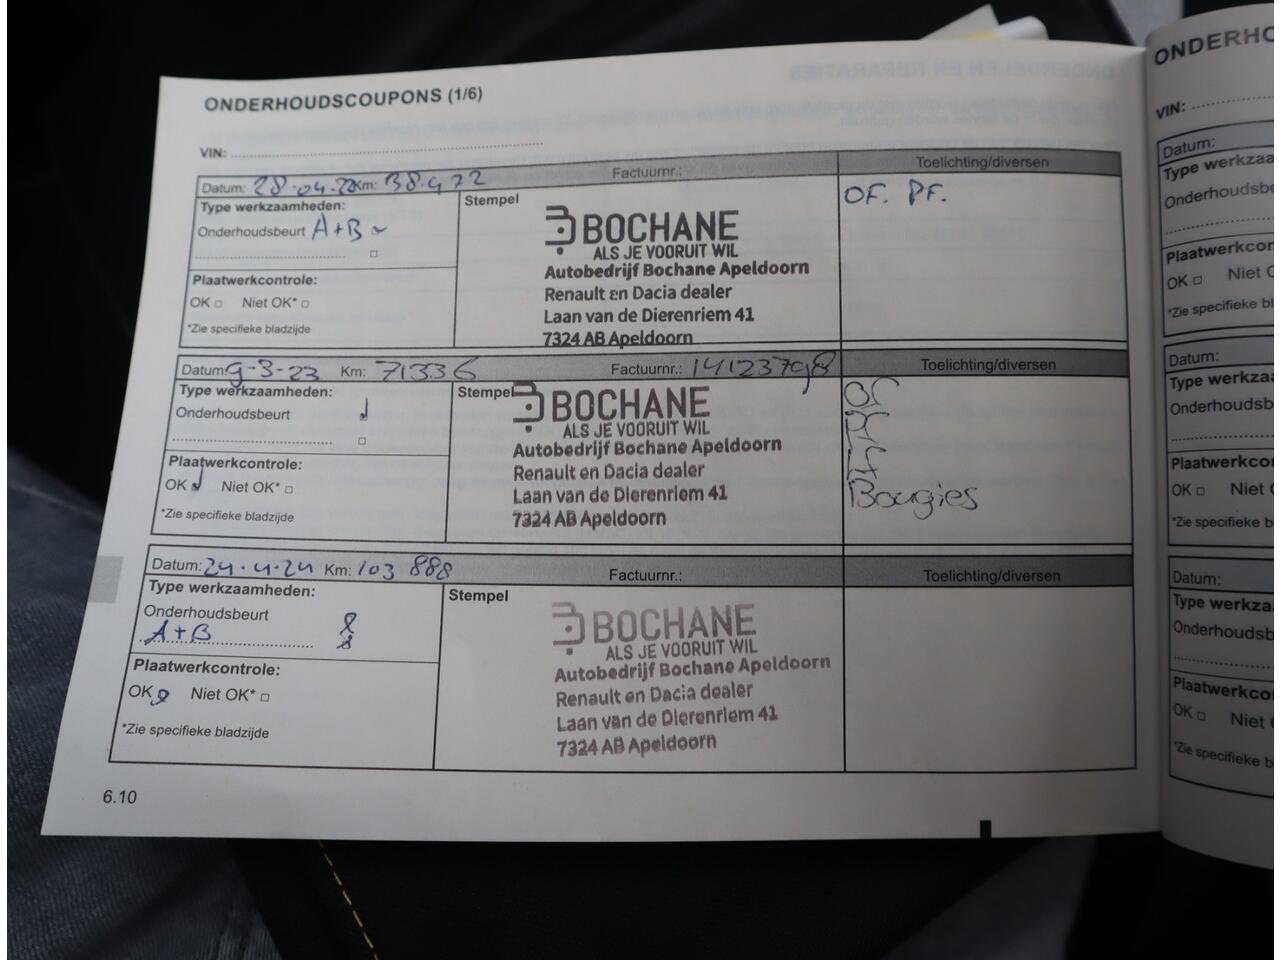 ONDERHOUDSCOUPONS (1/6)
VIN:
Datum: 28-04-22 Km: 38.972 Factuurnr.: Toelichting/diversen
Type werkzaamheden:
Onderhoudsbeurt A+B
Stempel
BOCHANE
ALS JE VOORUIT WIL
Autobedrijf Bochane Apeldoorn
Renault en Dacia dealer
Laan van de Dierenriem 41
7324 AB Apeldoorn
OF. PF.
Plaatwerkcontrole:
OK □ Niet OK* □
*Zie specifieke bladzijde
Datum: 9-3-23 Km: 71336 Factuurnr.: 14123798 Toelichting/diversen
Type werkzaamheden:
Onderhoudsbeurt
Stempel
BOCHANE
ALS JE VOORUIT WIL
Autobedrijf Bochane Apeldoorn
Renault en Dacia dealer
Laan van de Dierenriem 41
7324 AB Apeldoorn
Bougies
Plaatwerkcontrole:
OK Niet OK* □
*Zie specifieke bladzijde
Datum: 24-4-24 Km: 103 888 Factuurnr.: Toelichting/diversen
Type werkzaamheden:
Onderhoudsbeurt
A+B
Stempel
BOCHANE
ALS JE VOORUIT WIL
Autobedrijf Bochane Apeldoorn
Renault en Dacia dealer
Laan van de Dierenriem 41
7324 AB Apeldoorn
Plaatwerkcontrole:
OK Niet OK* □
*Zie specifieke bladzijde
6.10
ONDERHO
VIN:
Datum:
Type werkza
Onderhoudsbe
Plaatwerkcor
OK □ Niet
*Zie specifieke bl
Datum:
Type werkza
Onderhoudsb
Plaatwerkco
OK □ Niet
*Zie specifieke b
Datum:
Type werkza
Onderhoudsb
Plaatwerkco
OK □ Niet
*Zie specifieke b